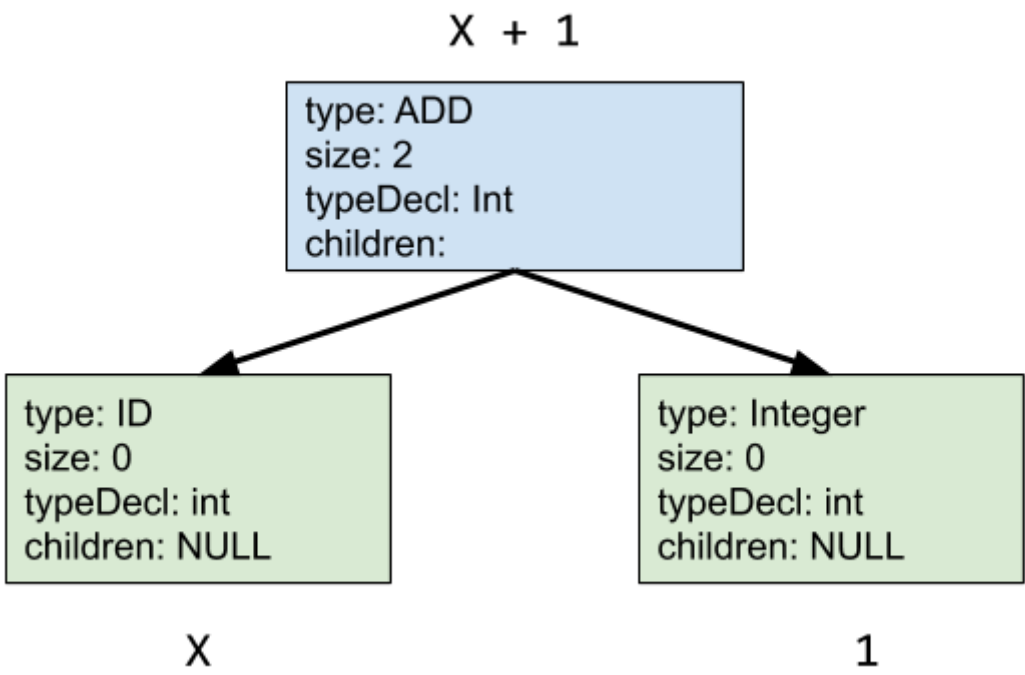 X + 1
type: ADD
size: 2
typeDecl: Int
children:
type: ID
size: 0
typeDecl: int
children: NULL
type: Integer
size: 0
typeDecl: int
children: NULL
X
1